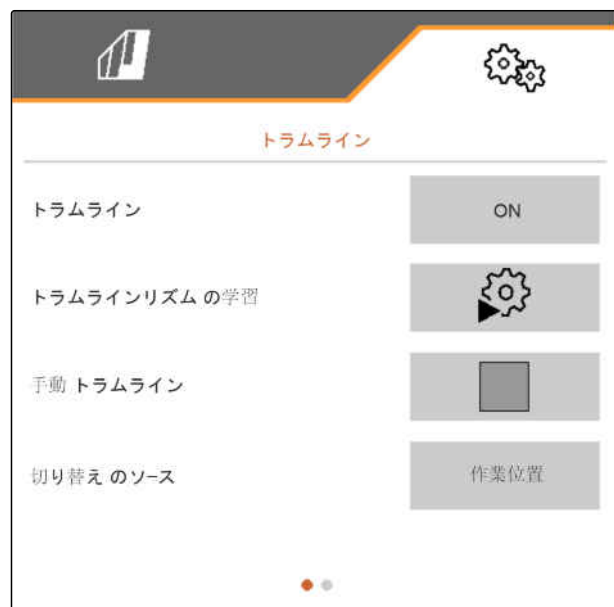 トラムライン
トラムライン
ON
トラムラインリズム の学習
手動 トラムライン
切り替え のソース
作業位置